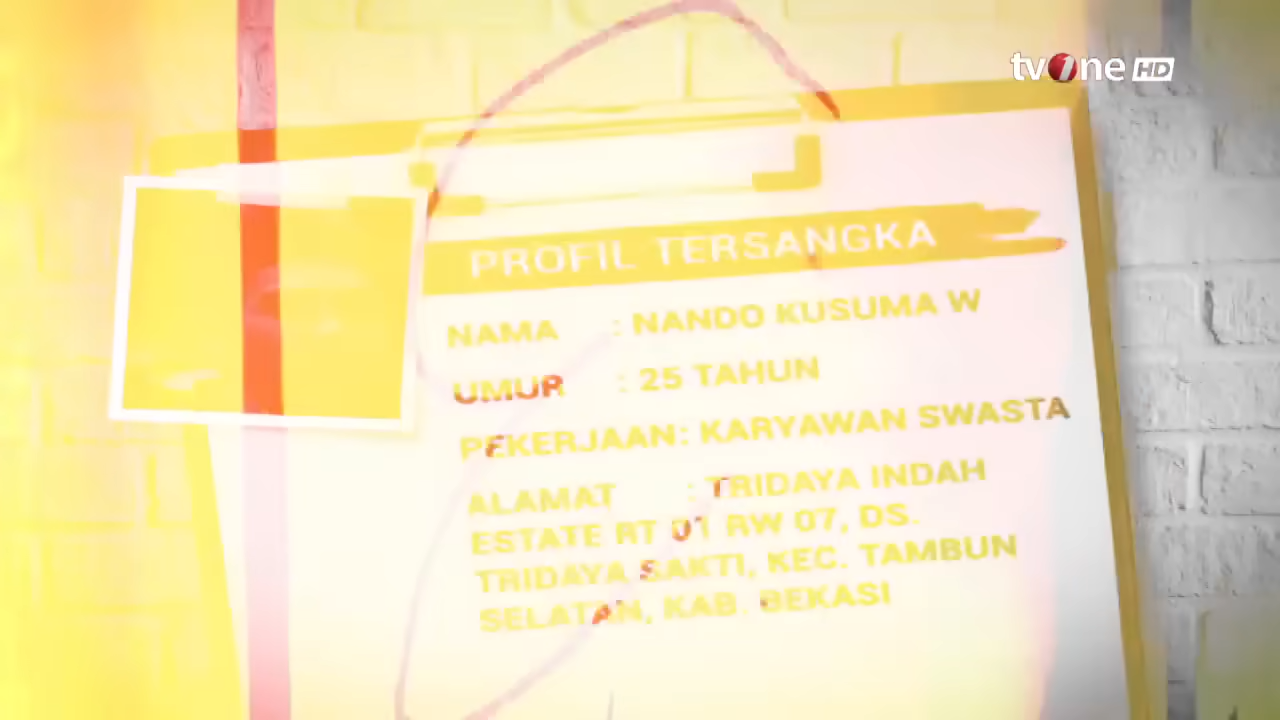 tvOne HD
PROFIL TERSANGKA
NAMA : NANDO KUSUMA W
UMUR : 25 TAHUN
PEKERJAAN: KARYAWAN SWASTA
ALAMAT : TRIDAYA INDAH
ESTATE RT 01 RW 07, DS.
TRIDAYA SAKTI, KEC. TAMBUN
SELATAN, KAB. BEKASI